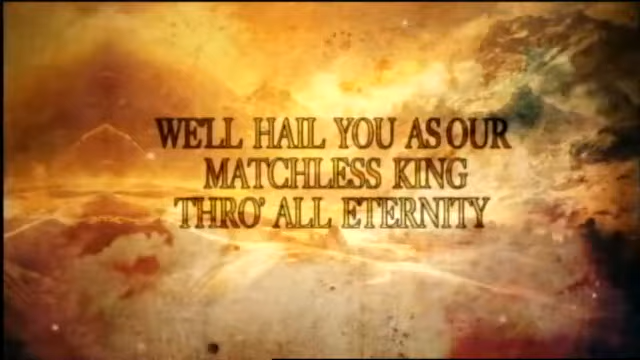 WE'LL HAIL YOU AS OUR
MATCHLESS KING
THRO' ALL ETERNITY